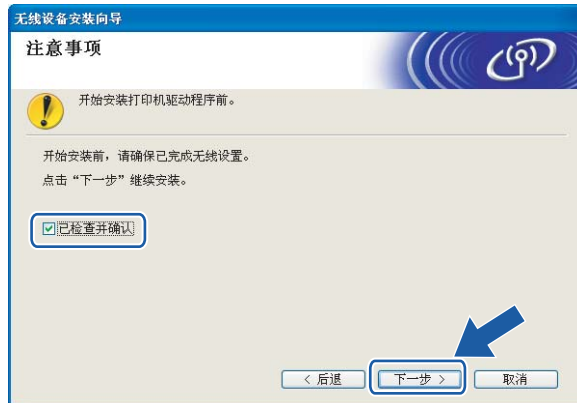 无线设备安装向导
注意事项
开始安装打印机驱动程序前。
开始安装前，请确保已完成无线设置。
点击“下一步”继续安装。
已检查并确认
< 后退
下一步 >
取消